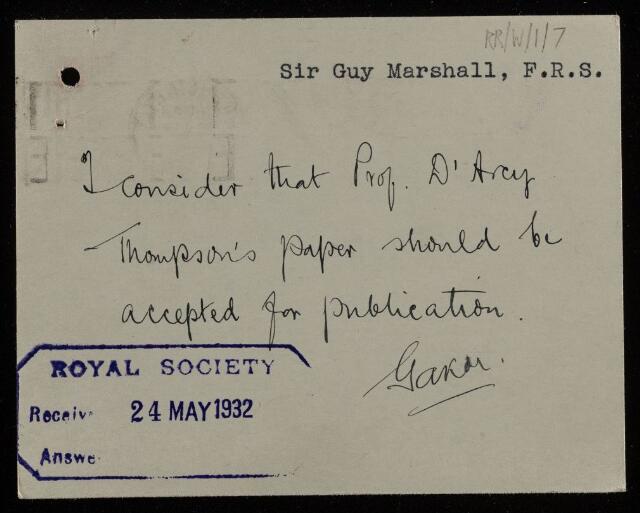 RR/W/1/7
Sir Guy Marshall, F.R.S.
I consider that Prof. D'Arcy
Thompson's paper should be
accepted for publication.
ROYAL SOCIETY
Receiv
24 MAY 1932
Answe